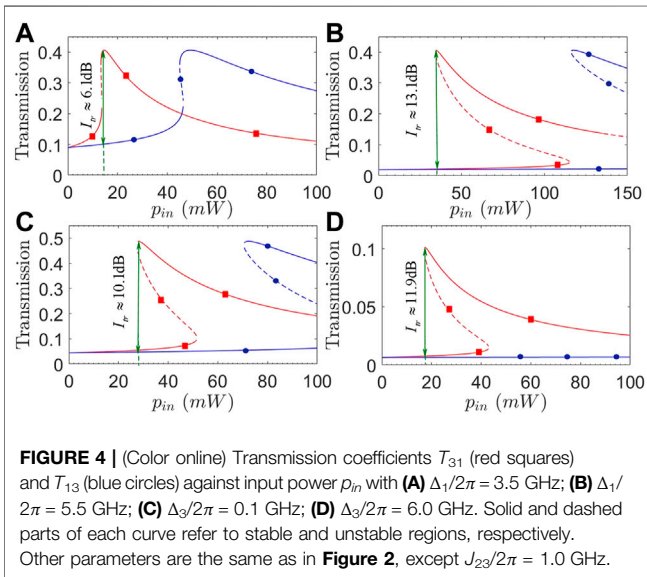 A
Transmission
0.4
0.3
0.2
0.1
0
I_tr ≈ 6.1dB
0 20 40 60 80 100
p_in (mW)
B
Transmission
0.4
0.3
0.2
0.1
0
I_tr ≈ 13.1dB
0 50 100 150
p_in (mW)
C
Transmission
0.5
0.4
0.3
0.2
0.1
0
I_tr ≈ 10.1dB
0 20 40 60 80 100
p_in (mW)
D
Transmission
0.1
0.05
0
I_tr ≈ 11.9dB
0 20 40 60 80 100
p_in (mW)
FIGURE 4 | (Color online) Transmission coefficients T31 (red squares)
and T13 (blue circles) against input power p_in with (A) Δ1/2π = 3.5 GHz; (B) Δ1/
2π = 5.5 GHz; (C) Δ3/2π = 0.1 GHz; (D) Δ3/2π = 6.0 GHz. Solid and dashed
parts of each curve refer to stable and unstable regions, respectively.
Other parameters are the same as in Figure 2, except J23/2π = 1.0 GHz.